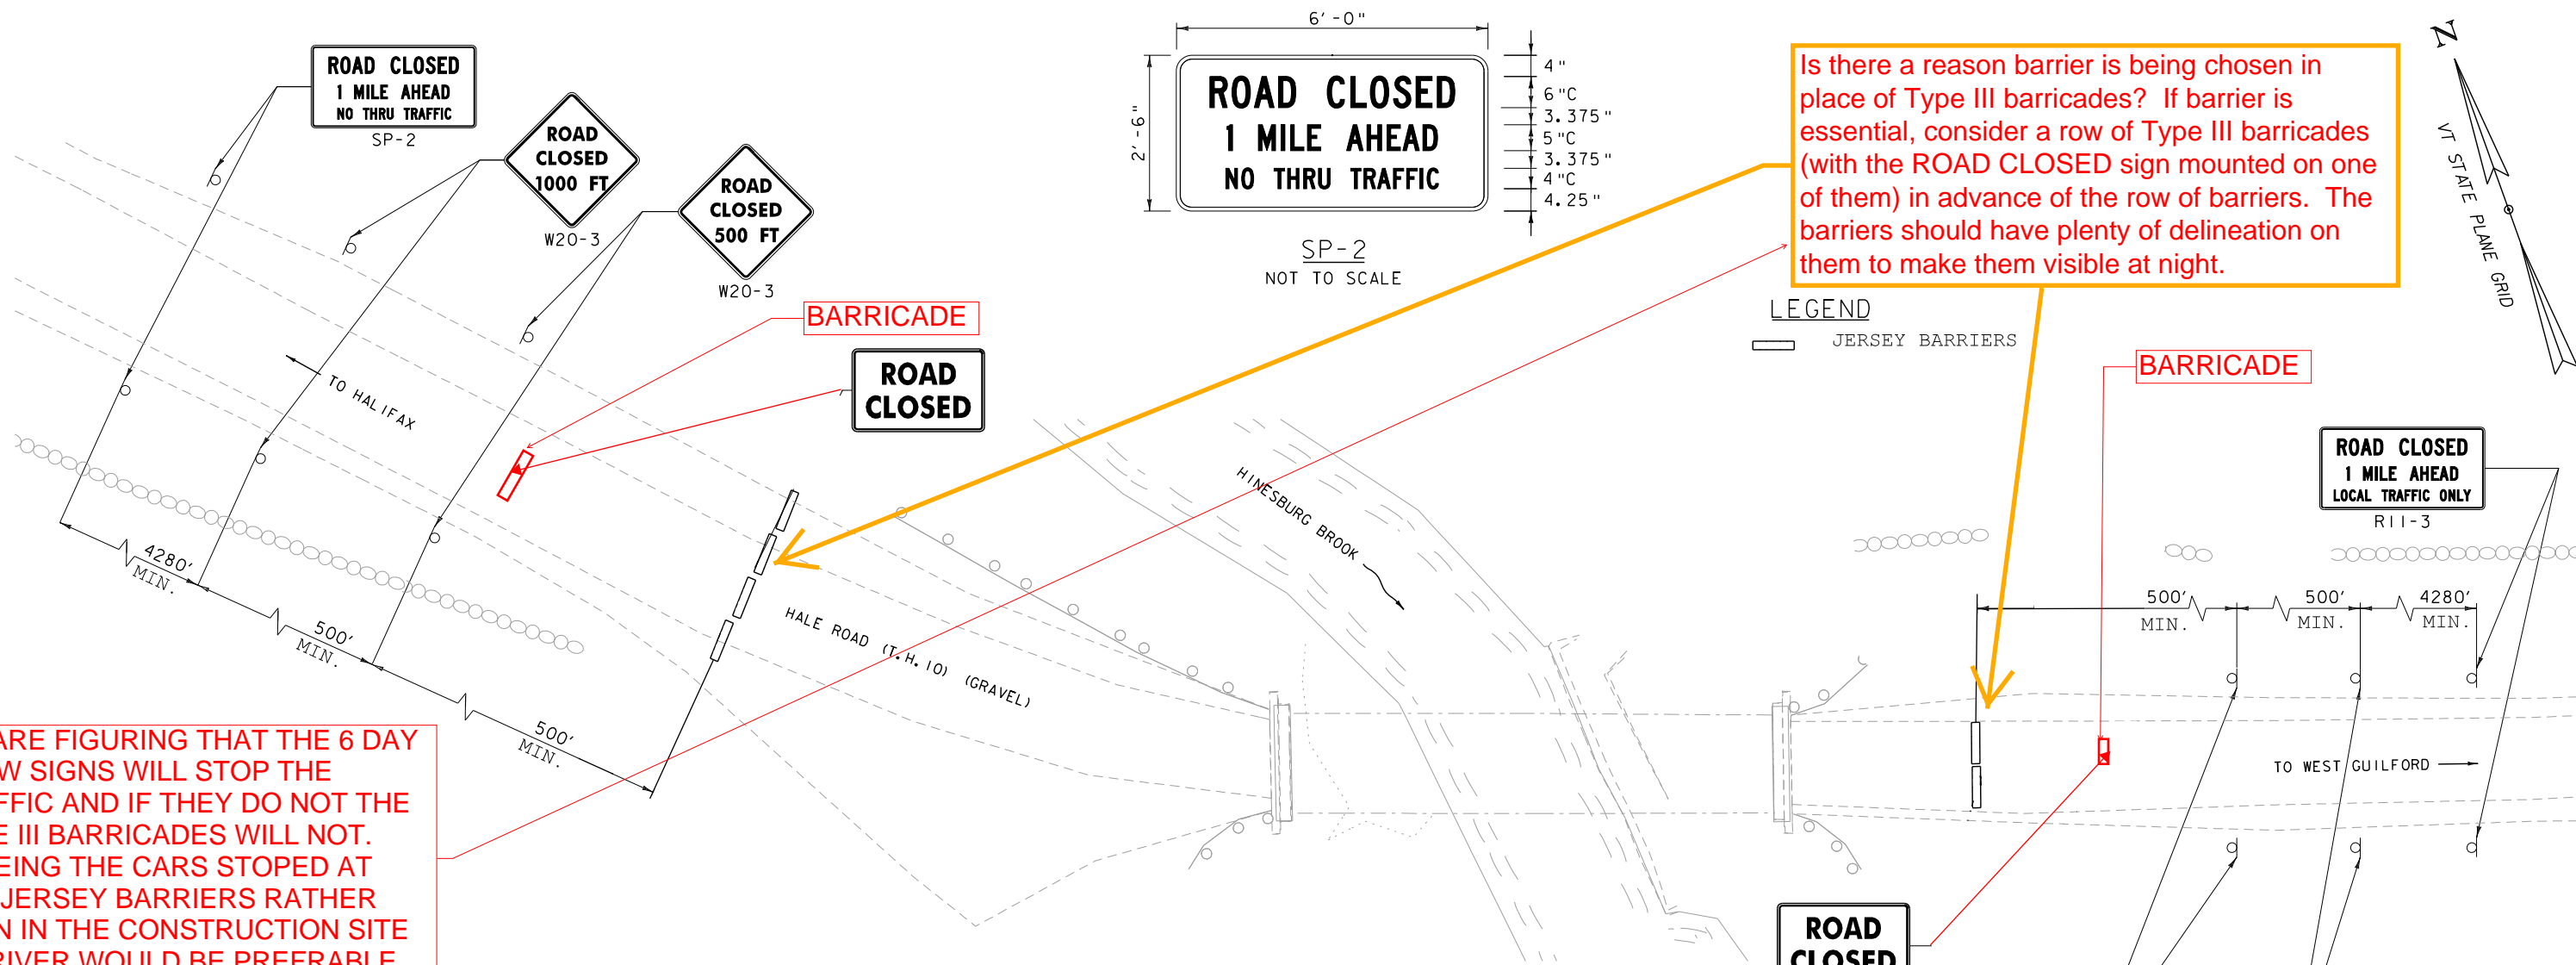 ROAD CLOSED
1 MILE AHEAD
NO THRU TRAFFIC
SP-2
ROAD
CLOSED
1000 FT
W20-3
ROAD
CLOSED
500 FT
W20-3
6'-0"
2'-6"
ROAD CLOSED
1 MILE AHEAD
NO THRU TRAFFIC
4"
6"C
3.375"
5"C
3.375"
4"C
4.25"
SP-2
NOT TO SCALE
Is there a reason barrier is being chosen in
place of Type III barricades? If barrier is
essential, consider a row of Type III barricades
(with the ROAD CLOSED sign mounted on one
of them) in advance of the row of barriers. The
barriers should have plenty of delineation on
them to make them visible at night.
N
VT STATE PLANE GRID
LEGEND
JERSEY BARRIERS
BARRICADE
ROAD
CLOSED
BARRICADE
ROAD CLOSED
1 MILE AHEAD
LOCAL TRAFFIC ONLY
R11-3
TO HALIFAX
HINESBURG BROOK
HALE ROAD (T.H.10) (GRAVEL)
4280'
MIN.
500'
MIN.
500'
MIN.
500'
MIN.
500'
MIN.
4280'
MIN.
TO WEST GUILFORD
ARE FIGURING THAT THE 6 DAY
W SIGNS WILL STOP THE
FFIC AND IF THEY DO NOT THE
E III BARRICADES WILL NOT.
EING THE CARS STOPED AT
JERSEY BARRIERS RATHER
N IN THE CONSTRUCTION SITE
RIVER WOULD BE PREFRABLE
ROAD
CLOSED